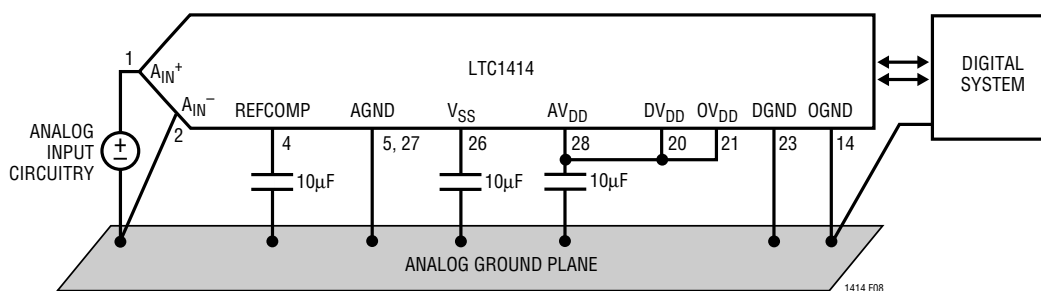 1
A_IN^+
A_IN^−
2
LTC1414
DIGITAL
SYSTEM
REFCOMP
AGND
V_SS
AV_DD
DV_DD
OV_DD
DGND
OGND
4
5, 27
26
28
20
21
23
14
ANALOG
INPUT
CIRCUITRY
+
−
10µF
10µF
10µF
ANALOG GROUND PLANE
1414 F08